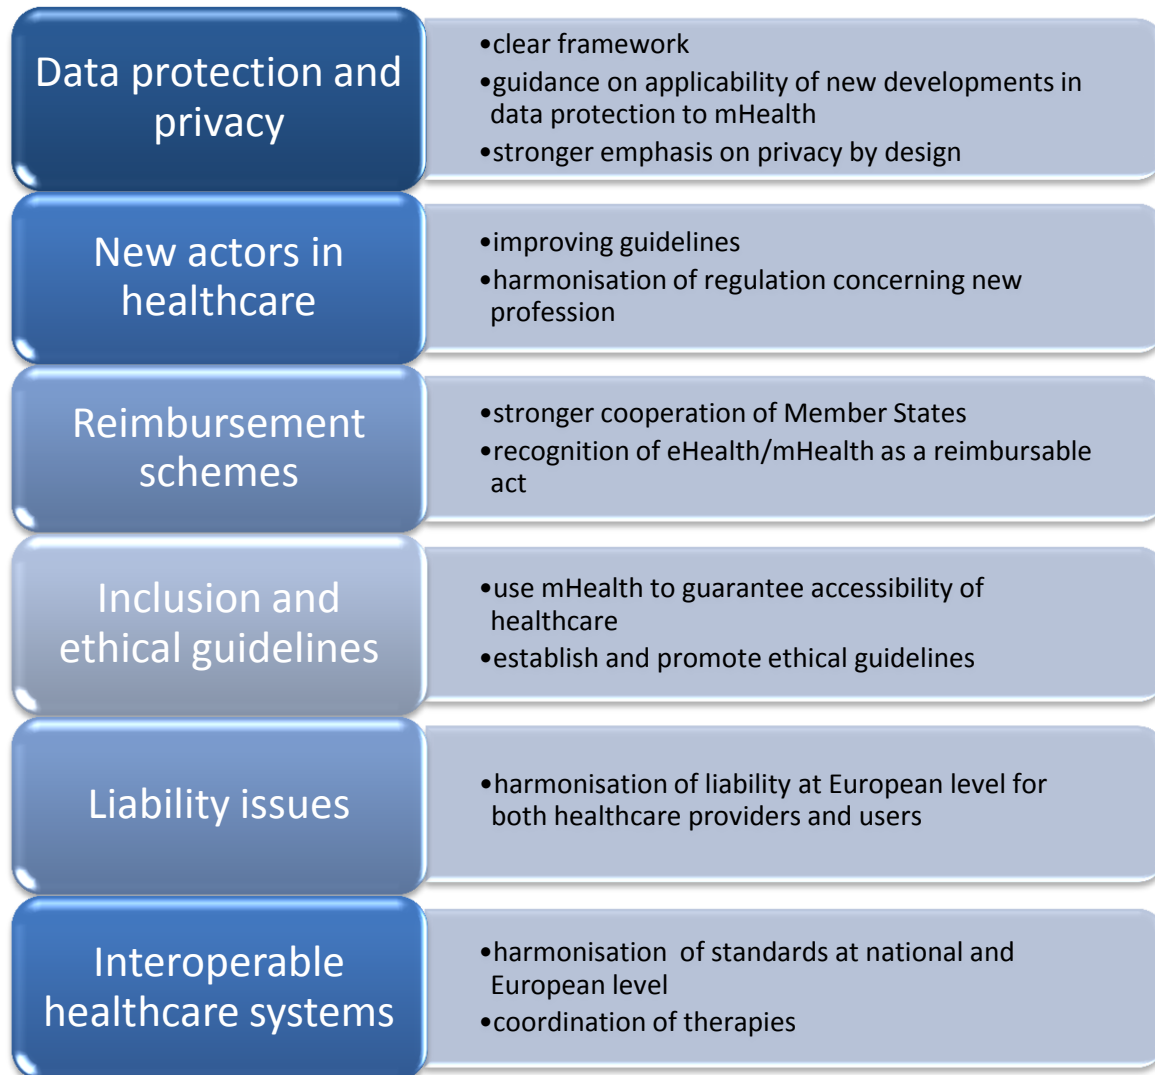 Data protection and
privacy
•clear framework
•guidance on applicability of new developments in
data protection to mHealth
•stronger emphasis on privacy by design
New actors in
healthcare
•improving guidelines
•harmonisation of regulation concerning new
profession
Reimbursement
schemes
•stronger cooperation of Member States
•recognition of eHealth/mHealth as a reimbursable
act
Inclusion and
ethical guidelines
•use mHealth to guarantee accessibility of
healthcare
•establish and promote ethical guidelines
Liability issues
•harmonisation of liability at European level for
both healthcare providers and users
Interoperable
healthcare systems
•harmonisation  of standards at national and
European level
•coordination of therapies